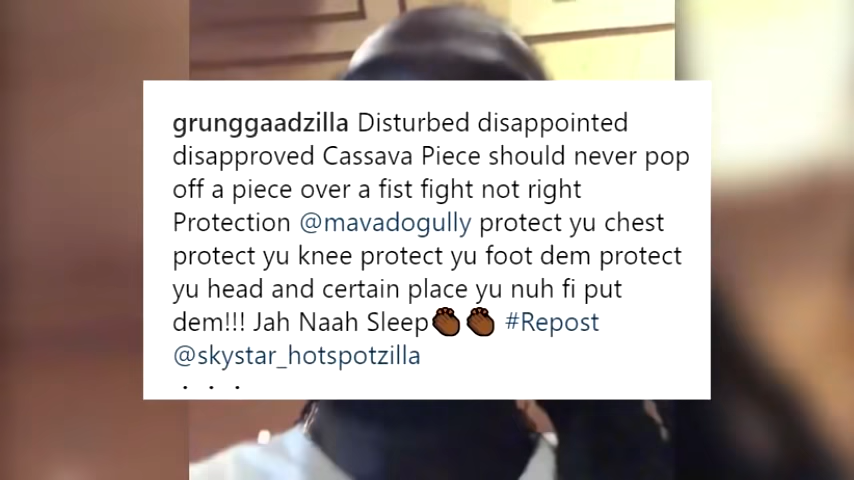 grunggaadzilla Disturbed disappointed
disapproved Cassava Piece should never pop
off a piece over a fist fight not right
Protection @mavadogully protect yu chest
protect yu knee protect yu foot dem protect
yu head and certain place yu nuh fi put
dem!!! Jah Naah Sleep✊🏾✊🏾 #Repost
@skystar_hotspotzilla
. . .